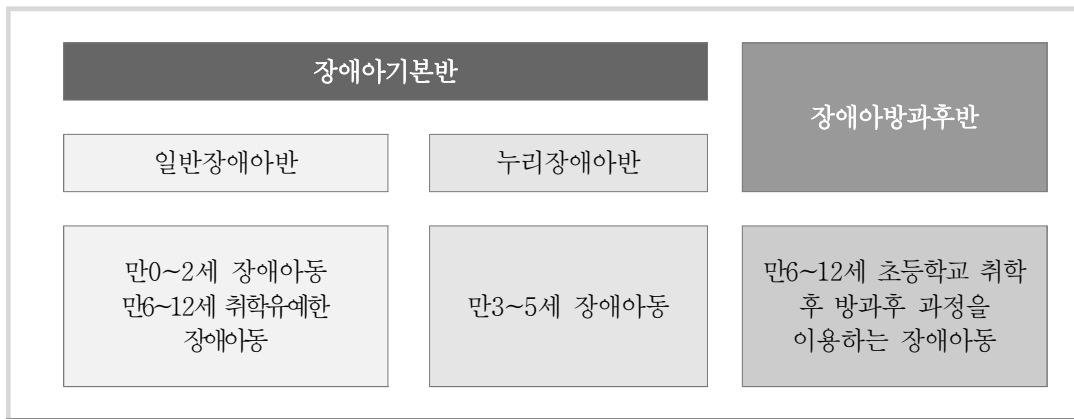 장애아기본반
장애아방과후반
일반장애아반
누리장애아반
만0~2세 장애아동
만6~12세 취학유예한
장애아동
만3~5세 장애아동
만6~12세 초등학교 취학
후 방과후 과정을
이용하는 장애아동